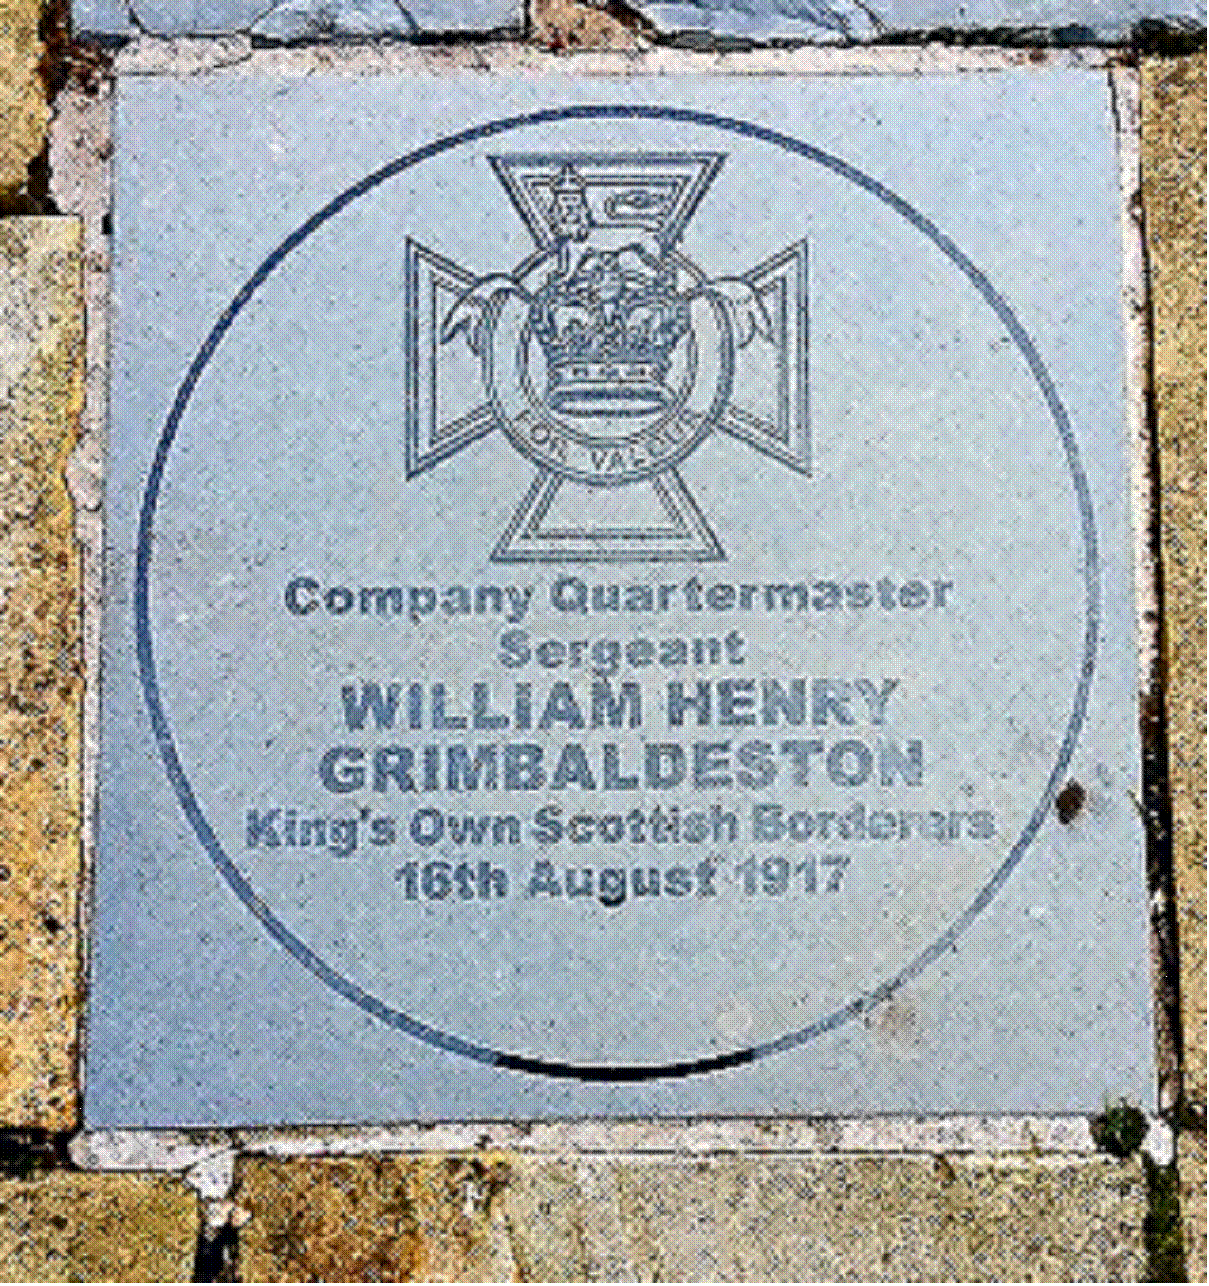 FOR VALOUR
Company Quartermaster
Sergeant
WILLIAM HENRY
GRIMBALDESTON
King's Own Scottish Borderers
16th August 1917